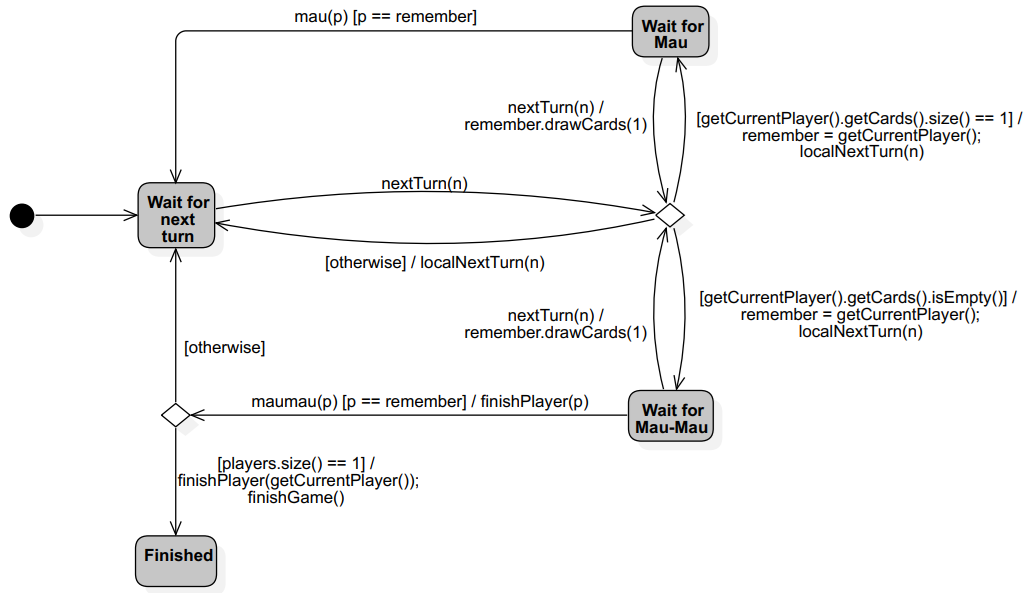 mau(p) [p == remember]
Wait for
Mau
nextTurn(n) /
remember.drawCards(1)
[getCurrentPlayer().getCards().size() == 1] /
remember = getCurrentPlayer();
localNextTurn(n)
Wait for
next
turn
nextTurn(n)
[otherwise] / localNextTurn(n)
nextTurn(n) /
remember.drawCards(1)
[getCurrentPlayer().getCards().isEmpty()] /
remember = getCurrentPlayer();
localNextTurn(n)
[otherwise]
maumau(p) [p == remember] / finishPlayer(p)
Wait for
Mau-Mau
[players.size() == 1] /
finishPlayer(getCurrentPlayer());
finishGame()
Finished